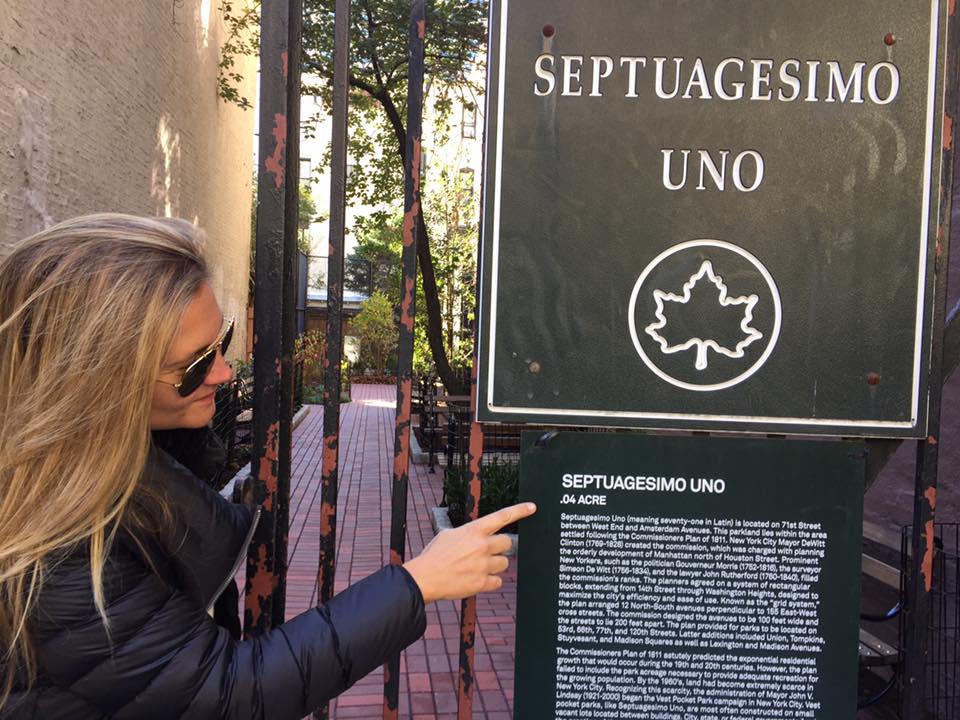 SEPTUAGESIMO
UNO
SEPTUAGESIMO UNO
.04 ACRE
Septuagesimo Uno (meaning seventy-one in Latin) is located on 71st Street
between West End and Amsterdam Avenues. This parkland lies within the area
settled following the Commissioners Plan of 1811. New York City Mayor DeWitt
Clinton (1769-1828) created the commission, which was charged with planning
the orderly development of Manhattan north of Houston Street. Prominent
New Yorkers, such as the politician Gouverneur Morris (1752-1816), the surveyor
Simeon De Witt (1756-1834), and the lawyer John Rutherford (1760-1840), filled
the commission's ranks. The planners agreed on a system of rectangular
blocks, extending from 14th Street through Washington Heights, designed to
maximize the city's efficiency and ease of use. Known as the "grid system,"
the plan arranged 12 North-South avenues perpendicular to 155 East-West
cross streets. The commission designed the avenues to be 100 feet wide and
the streets to lie 200 feet apart. The plan provided for parks to be located on
53rd, 66th, 77th, and 120th Streets. Latter additions included Union, Tompkins,
Stuyvesant, and Madison Squares as well as Lexington and Madison Avenues.
The Commissioners Plan of 1811 astutely predicted the exponential residential
growth that would occur during the 19th and 20th centuries. However, the plan
failed to include the park acreage necessary to provide adequate recreation for
the growing population. By the 1960's, land had become extremely scarce in
New York City. Recognizing this scarcity, the administration of Mayor John V.
Lindsay (1921-2000) began the Vest Pocket Park campaign in New York City. Vest
pocket parks, like Septuagesimo Uno, are most often constructed on small
vacant lots located between buildings. City, state, or federal